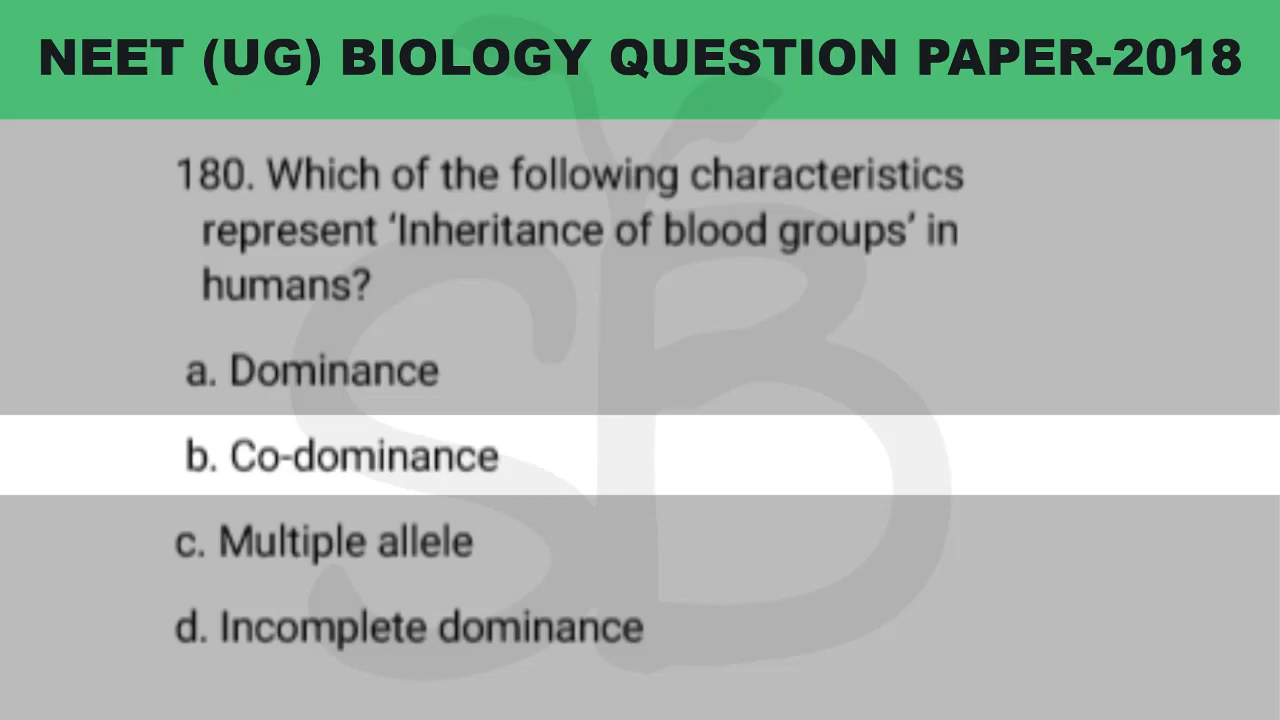 NEET (UG) BIOLOGY QUESTION PAPER-2018
180. Which of the following characteristics
represent ‘Inheritance of blood groups’ in
humans?
a. Dominance
b. Co-dominance
c. Multiple allele
d. Incomplete dominance
SB